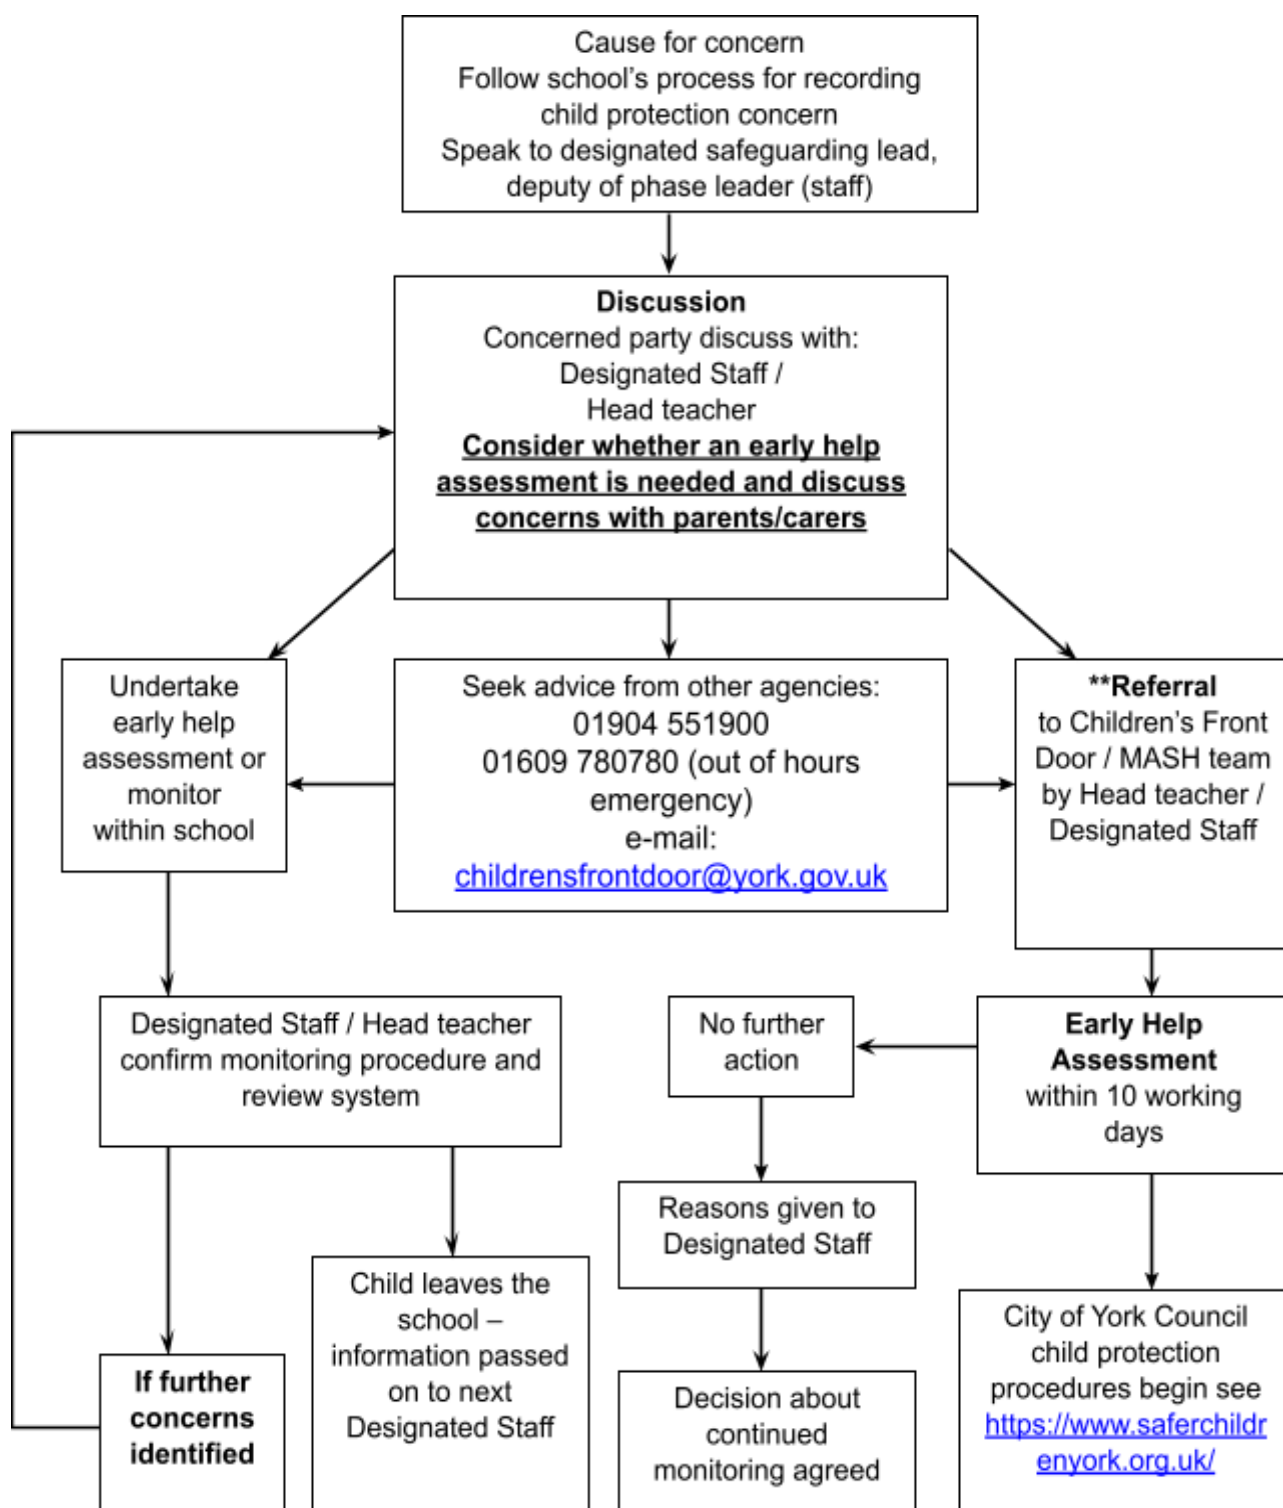 Cause for concern
Follow school’s process for recording
child protection concern
Speak to designated safeguarding lead,
deputy of phase leader (staff)
Discussion
Concerned party discuss with:
Designated Staff /
Head teacher
Consider whether an early help
assessment is needed and discuss
concerns with parents/carers
Undertake
early help
assessment or
monitor
within school
Seek advice from other agencies:
01904 551900
01609 780780 (out of hours
emergency)
e-mail:
childrensfrontdoor@york.gov.uk
**Referral
to Children’s Front
Door / MASH team
by Head teacher /
Designated Staff
Designated Staff / Head teacher
confirm monitoring procedure and
review system
No further
action
Early Help
Assessment
within 10 working
days
Reasons given to
Designated Staff
If further
concerns
identified
Child leaves the
school –
information passed
on to next
Designated Staff
Decision about
continued
monitoring agreed
City of York Council
child protection
procedures begin see
https://www.saferchildr
enyork.org.uk/